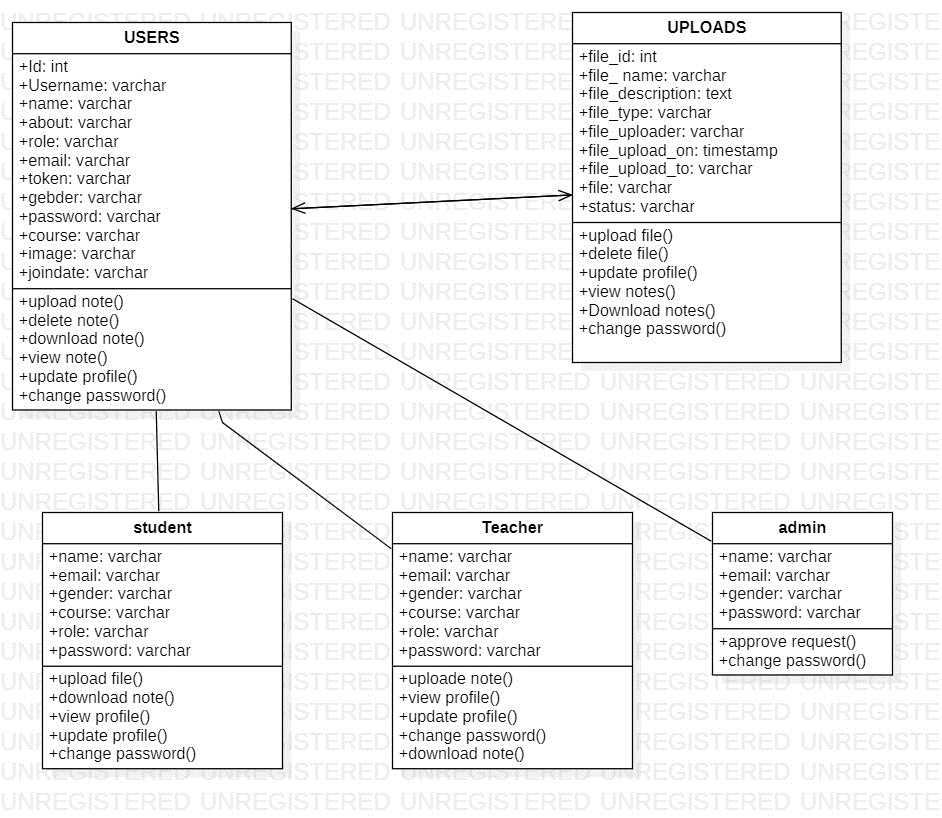 USERS
+Id: int
+Username: varchar
+name: varchar
+about: varchar
+role: varchar
+email: varchar
+token: varchar
+gebder: varchar
+password: varchar
+course: varchar
+image: varchar
+joindate: varchar
+upload note()
+delete note()
+download note()
+view note()
+update profile()
+change password()
UPLOADS
+file_id: int
+file_ name: varchar
+file_description: text
+file_type: varchar
+file_uploader: varchar
+file_upload_on: timestamp
+file_upload_to: varchar
+file: varchar
+status: varchar
+upload file()
+delete file()
+update profile()
+view notes()
+Download notes()
+change password()
student
+name: varchar
+email: varchar
+gender: varchar
+course: varchar
+role: varchar
+password: varchar
+upload file()
+download note()
+view profile()
+update profile()
+change password()
Teacher
+name: varchar
+email: varchar
+gender: varchar
+course: varchar
+role: varchar
+password: varchar
+uploade note()
+view profile()
+update profile()
+change password()
+download note()
admin
+name: varchar
+email: varchar
+gender: varchar
+password: varchar
+approve request()
+change password()
UNREGISTERED UNREGISTERED UNREGISTERED UNREGISTERED UNREGISTE